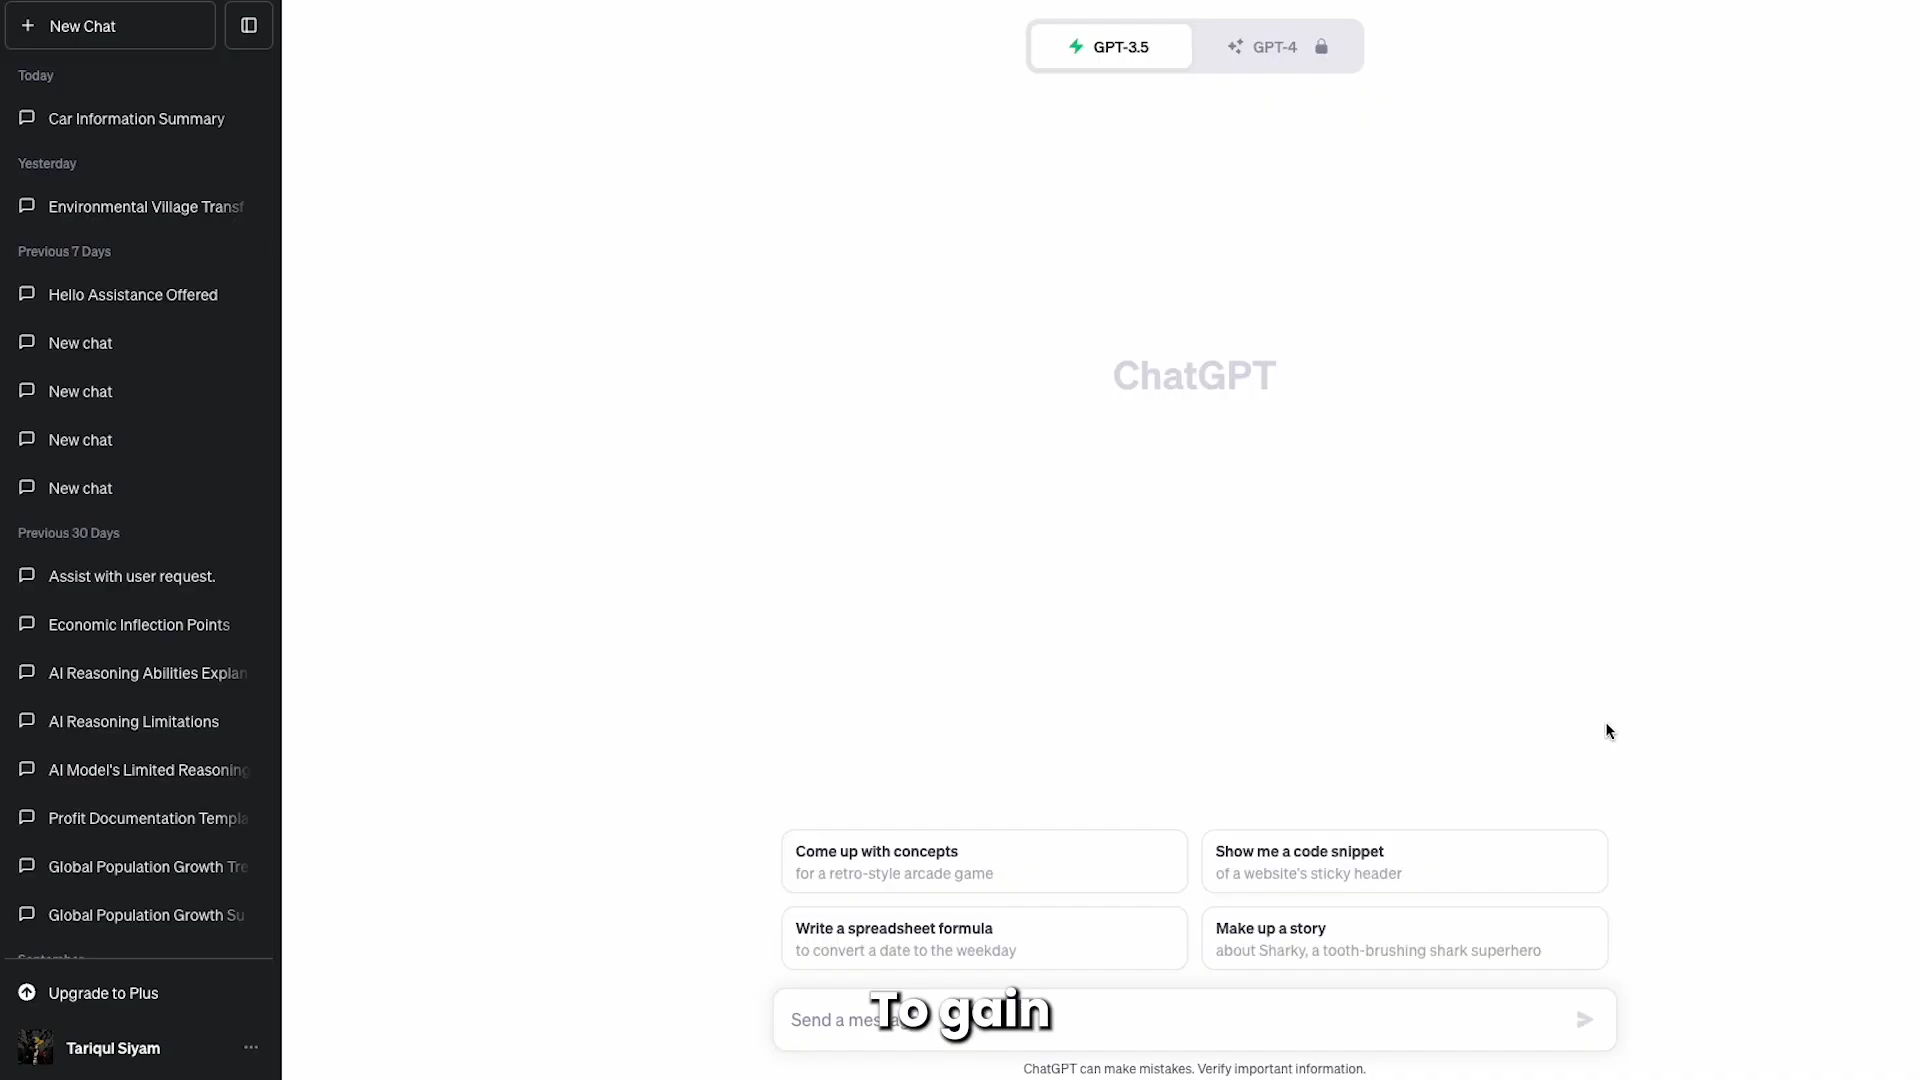 New Chat
Today
Car Information Summary
Yesterday
Environmental Village Transf
Previous 7 Days
Hello Assistance Offered
New chat
New chat
New chat
New chat
Previous 30 Days
Assist with user request.
Economic Inflection Points
AI Reasoning Abilities Explan
AI Reasoning Limitations
AI Model's Limited Reasoning
Profit Documentation Templa
Global Population Growth Tre
Global Population Growth Su
September
Upgrade to Plus
Tariqul Siyam
GPT-3.5
GPT-4
ChatGPT
Come up with concepts
for a retro-style arcade game
Show me a code snippet
of a website's sticky header
Write a spreadsheet formula
to convert a date to the weekday
Make up a story
about Sharky, a tooth-brushing shark superhero
Send a mes
To gain
ChatGPT can make mistakes. Verify important information.